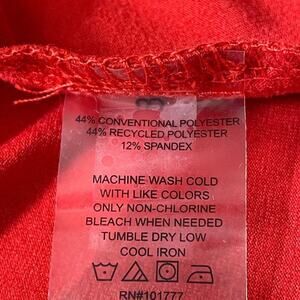 44% CONVENTIONAL POLYESTER
44% RECYCLED POLYESTER
12% SPANDEX
MACHINE WASH COLD
WITH LIKE COLORS
ONLY NON-CHLORINE
BLEACH WHEN NEEDED
TUMBLE DRY LOW
COOL IRON
RN#101777